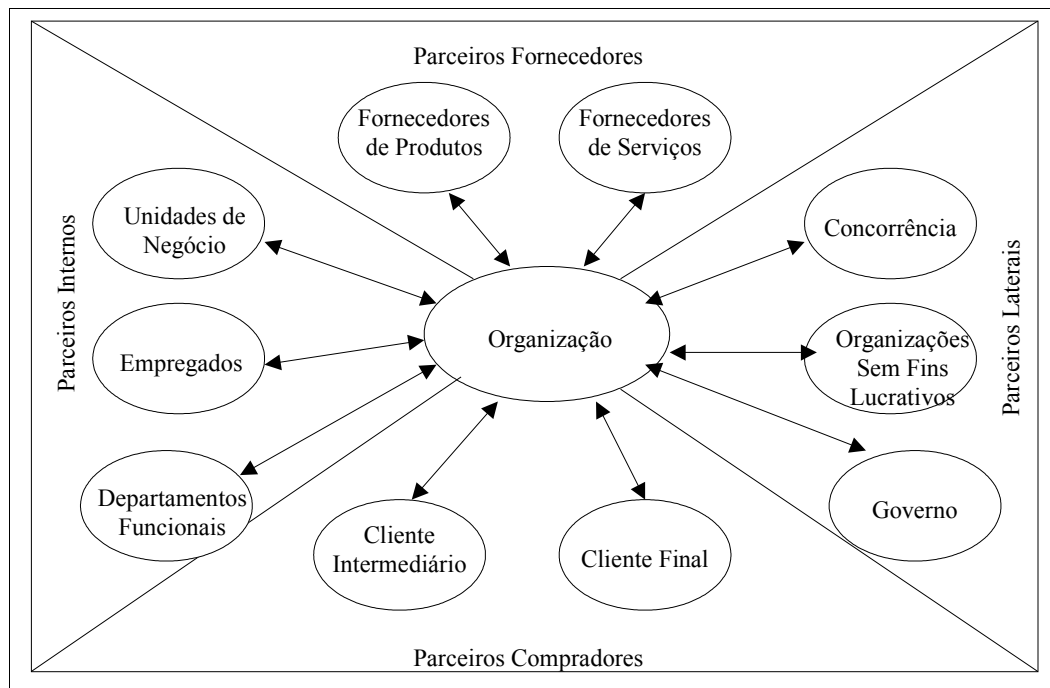 Parceiros Fornecedores
Fornecedores
de Produtos
Fornecedores
de Serviços
Parceiros Internos
Unidades de
Negócio
Concorrência
Parceiros Laterais
Empregados
Organização
Organizações
Sem Fins
Lucrativos
Departamentos
Funcionais
Cliente
Intermediário
Cliente Final
Governo
Parceiros Compradores